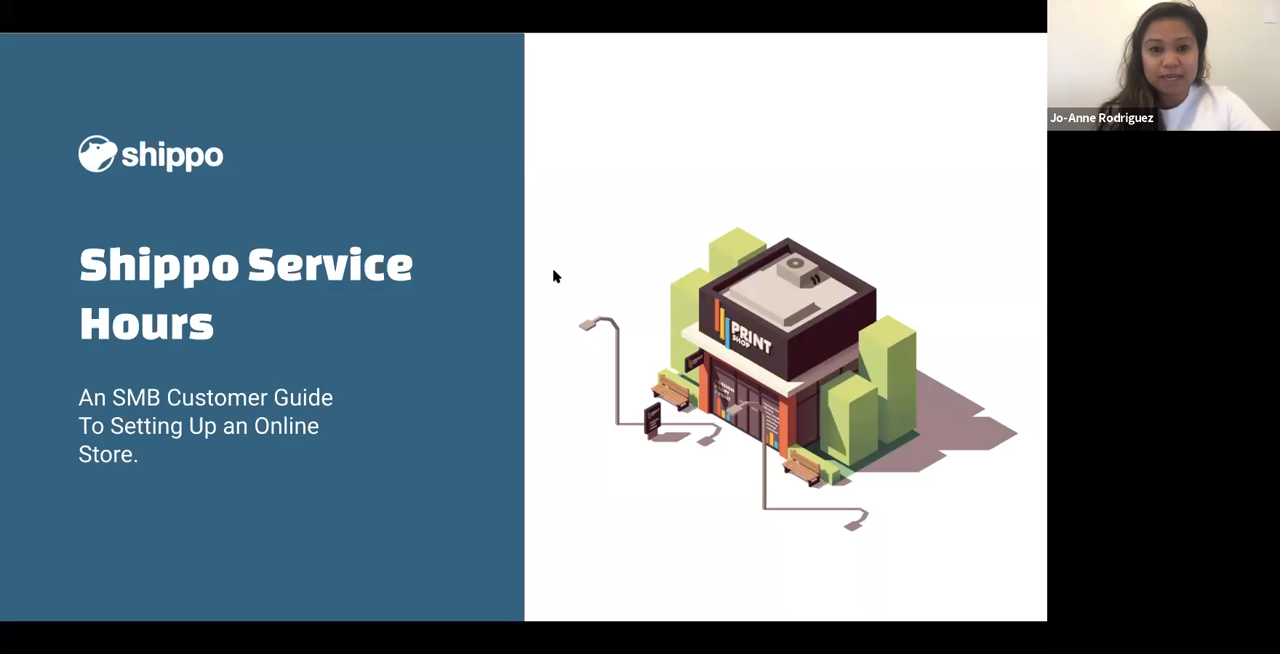 shippo
Shippo Service
Hours
An SMB Customer Guide
To Setting Up an Online
Store.
PRINT
SHOP
Jo-Anne Rodriguez